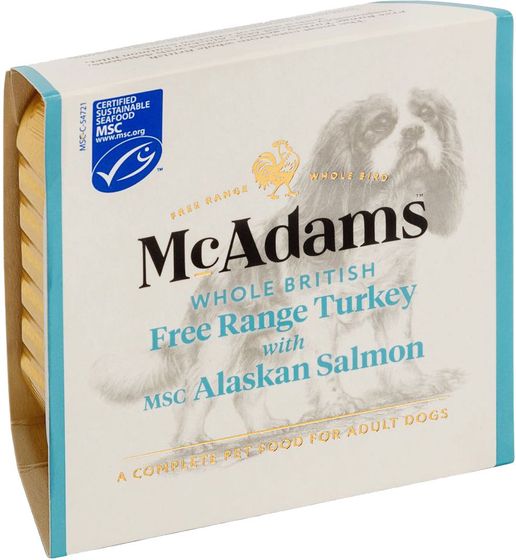 MSC-C-54721
CERTIFIED
SUSTAINABLE
SEAFOOD
MSC
www.msc.org
™
FREE RANGE WHOLE BIRD
McAdams™
WHOLE BRITISH
Free Range Turkey
with
MSC Alaskan Salmon
A COMPLETE PET FOOD FOR ADULT DOGS